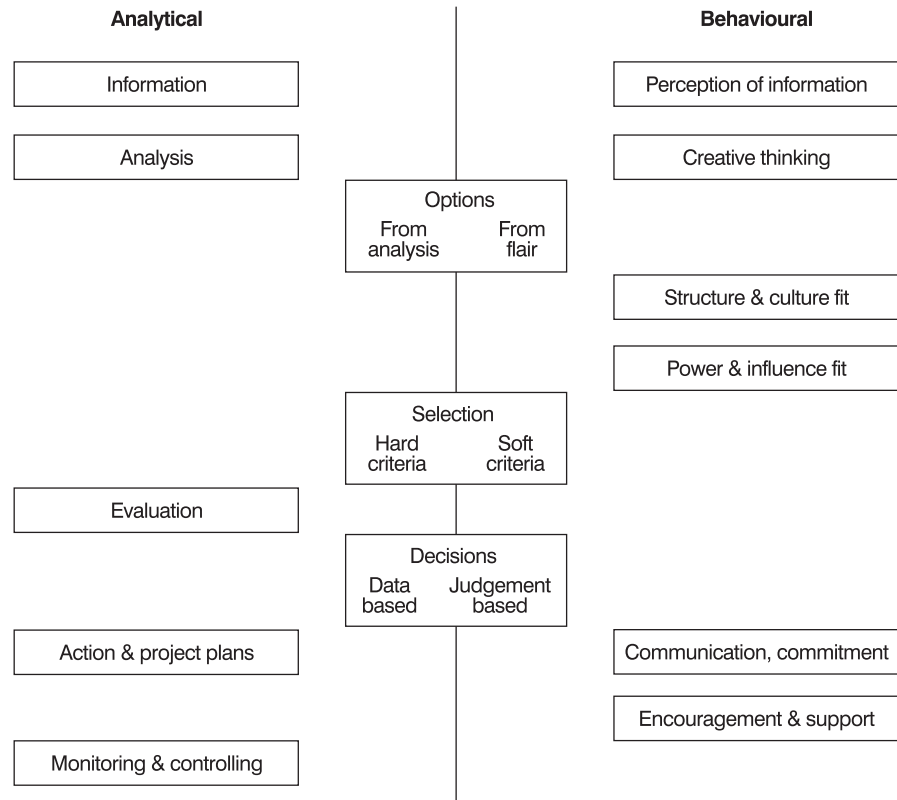 Analytical
Behavioural
Information
Perception of information
Analysis
Creative thinking
Options
From analysis
From flair
Structure & culture fit
Power & influence fit
Selection
Hard criteria
Soft criteria
Evaluation
Decisions
Data based
Judgement based
Action & project plans
Communication, commitment
Encouragement & support
Monitoring & controlling